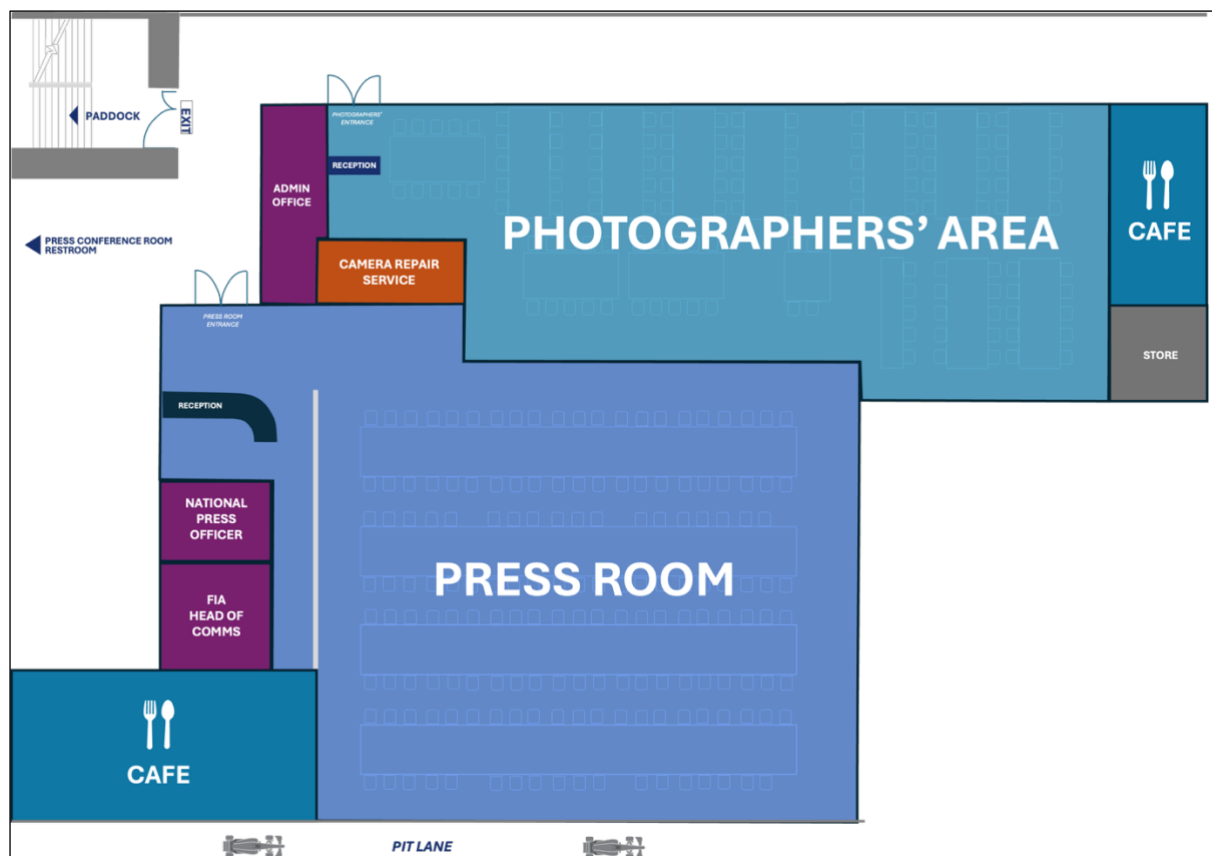 PADDOCK
EXIT
PHOTOGRAPHERS'
ENTRANCE
RECEPTION
ADMIN
OFFICE
PHOTOGRAPHERS' AREA
CAFE
PRESS CONFERENCE ROOM
RESTROOM
CAMERA REPAIR
SERVICE
PRESS ROOM
ENTRANCE
STORE
RECEPTION
NATIONAL
PRESS
OFFICER
PRESS ROOM
FIA
HEAD OF
COMMS
CAFE
PIT LANE